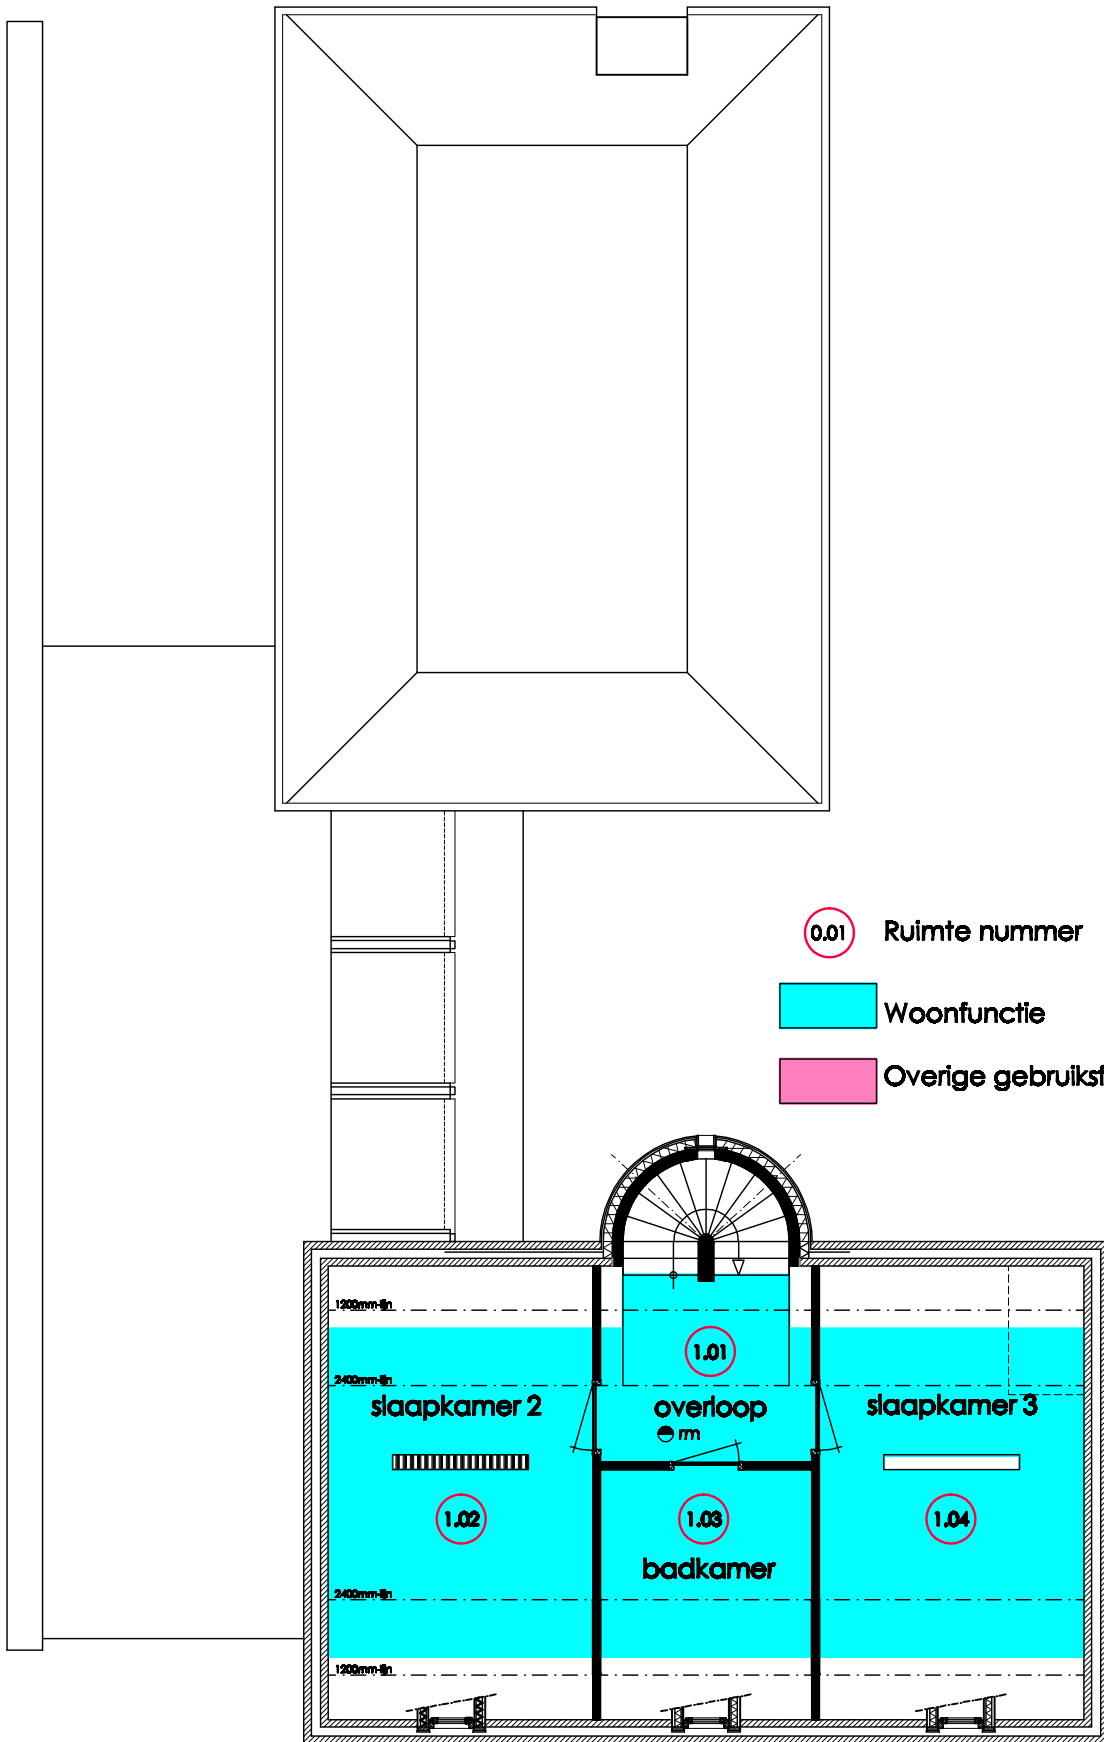 0.01 Ruimte nummer
Woonfunctie
Overige gebruiksf
1200mm-lijn
1.01
2400mm-lijn
slaapkamer 2
overloop
slaapkamer 3
rm
1.02
1.03
1.04
badkamer
2400mm-lijn
1200mm-lijn